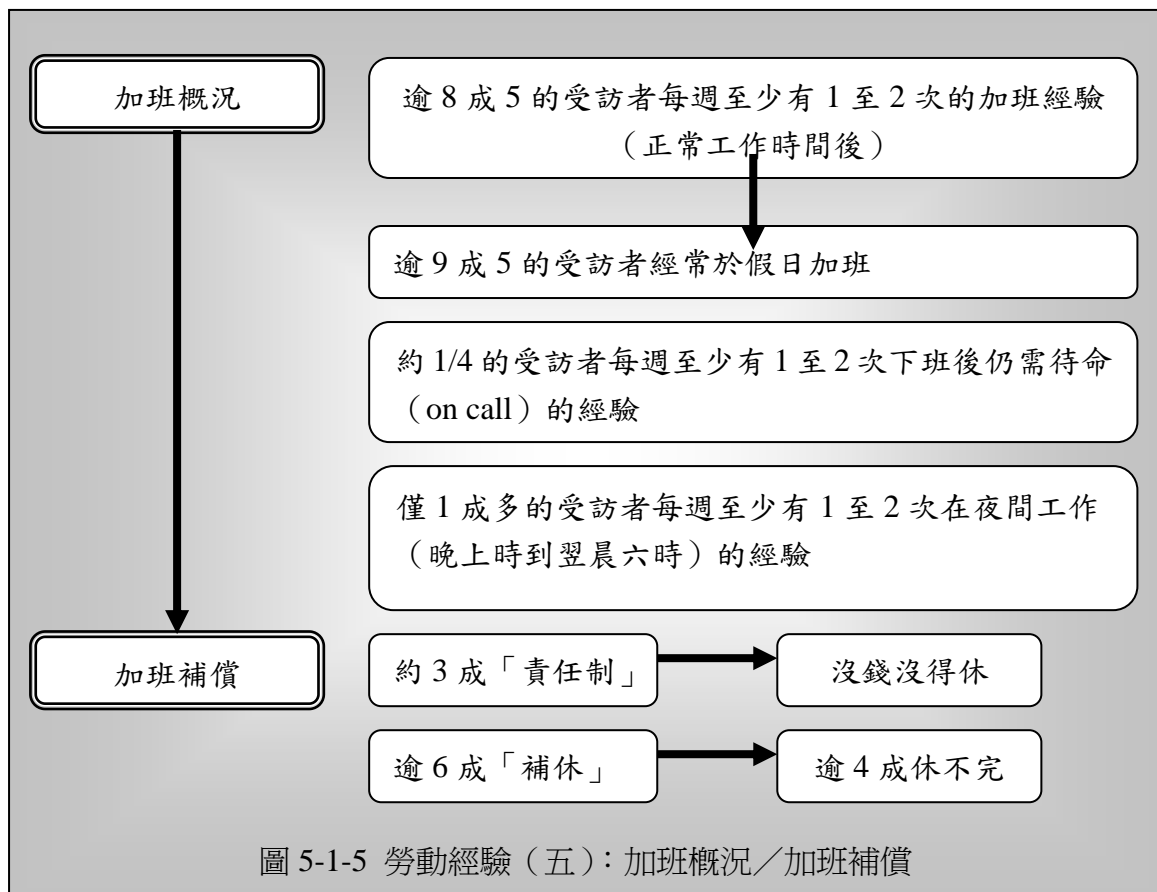 加班概況
逾 8 成 5 的受訪者每週至少有 1 至 2 次的加班經驗
（正常工作時間後）
逾 9 成 5 的受訪者經常於假日加班
約 1/4 的受訪者每週至少有 1 至 2 次下班後仍需待命
（on call）的經驗
僅 1 成多的受訪者每週至少有 1 至 2 次在夜間工作
（晚上時到翌晨六時）的經驗
加班補償
約 3 成「責任制」
沒錢沒得休
逾 6 成「補休」
逾 4 成休不完
圖 5-1-5 勞動經驗（五）：加班概況／加班補償